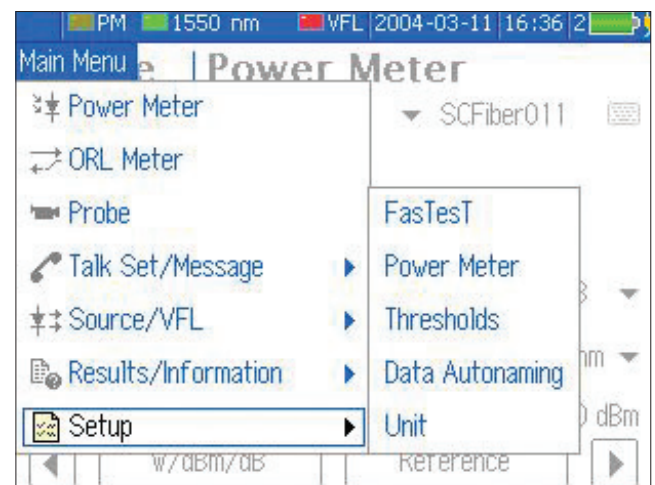 PM 1550 nm VFL 2004-03-11 16:36 2
Main Menu e Power Meter
Power Meter
SCFiber011
ORL Meter
Probe
Talk Set/Message
Source/VFL
Results/Information
Setup
FasTesT
Power Meter
Thresholds
Data Autonaming
Unit
nm
dBm
W/dBm/dB Reference